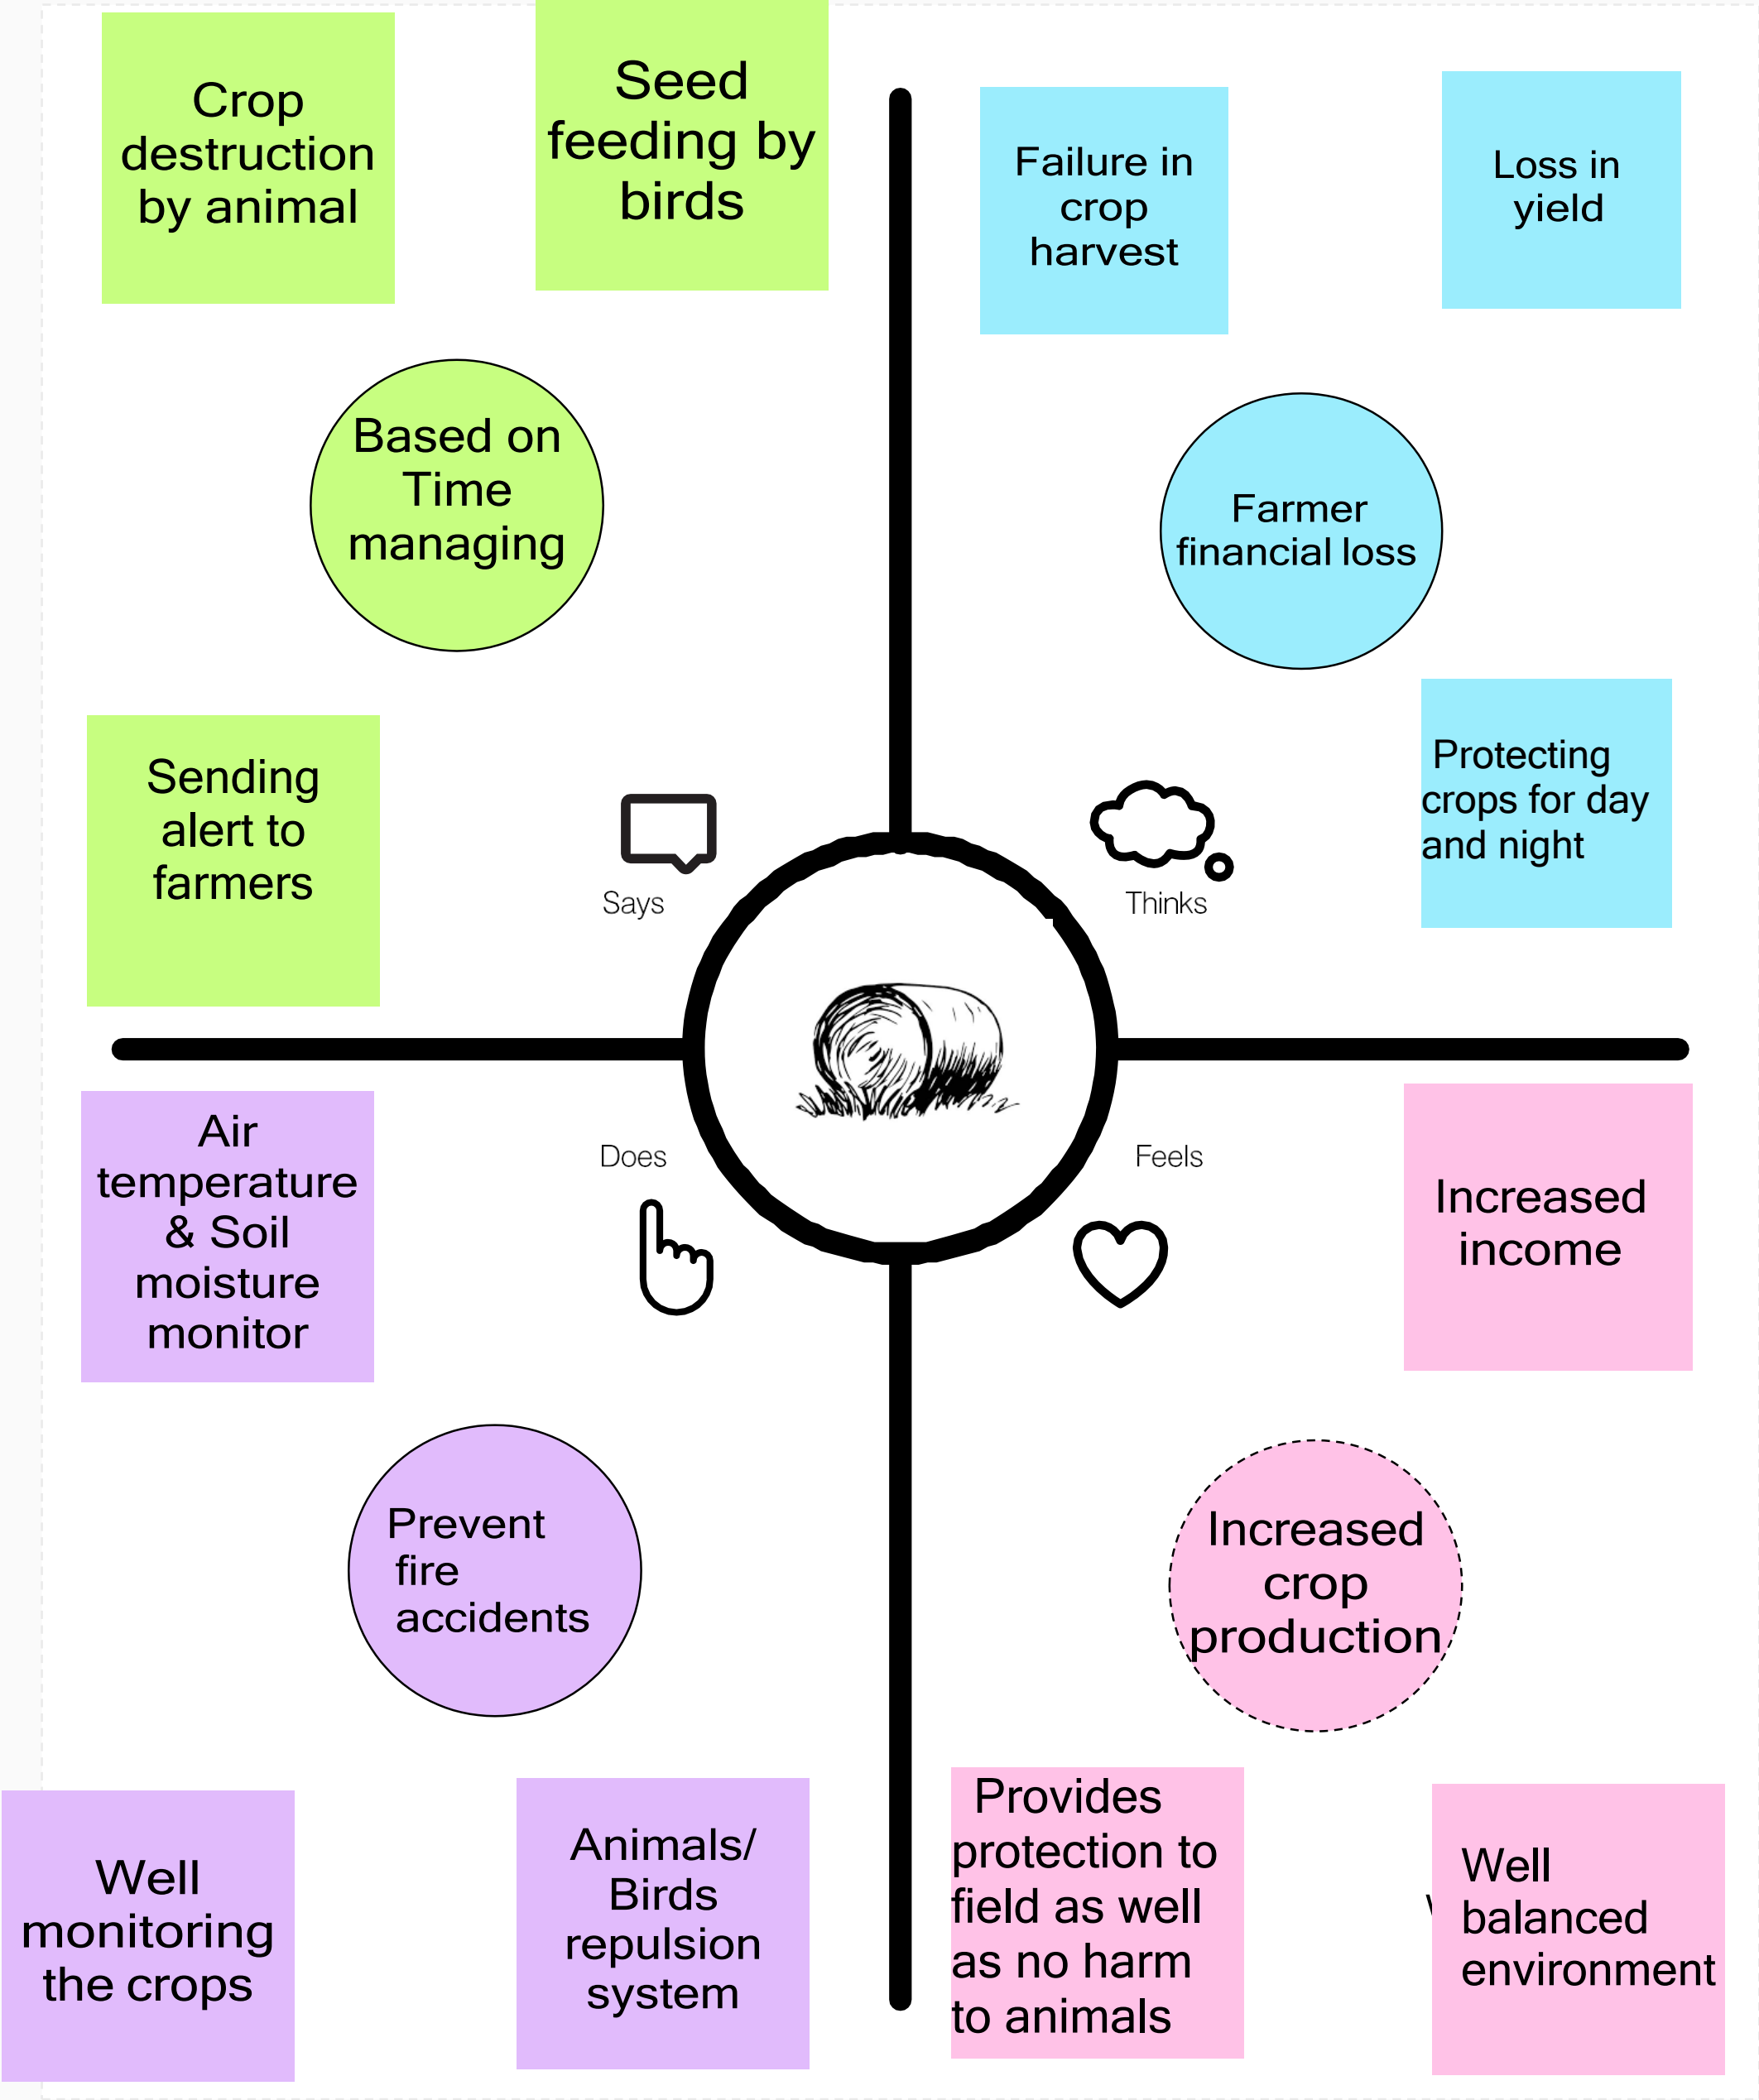 Crop
destruction
by animal
Seed
feeding by
birds
Based on
Time
managing
Sending
alert to
farmers
Says
Failure in
crop
harvest
Loss in
yield
Farmer
financial loss
Protecting
crops for day
and night
Thinks
Does
Air
temperature
& Soil
moisture
monitor
Prevent
fire
accidents
Well
monitoring
the crops
Animals/
Birds
repulsion
system
Feels
Increased
income
Increased
crop
production
Provides
protection to
field as well
as no harm
to animals
Well
balanced
environment